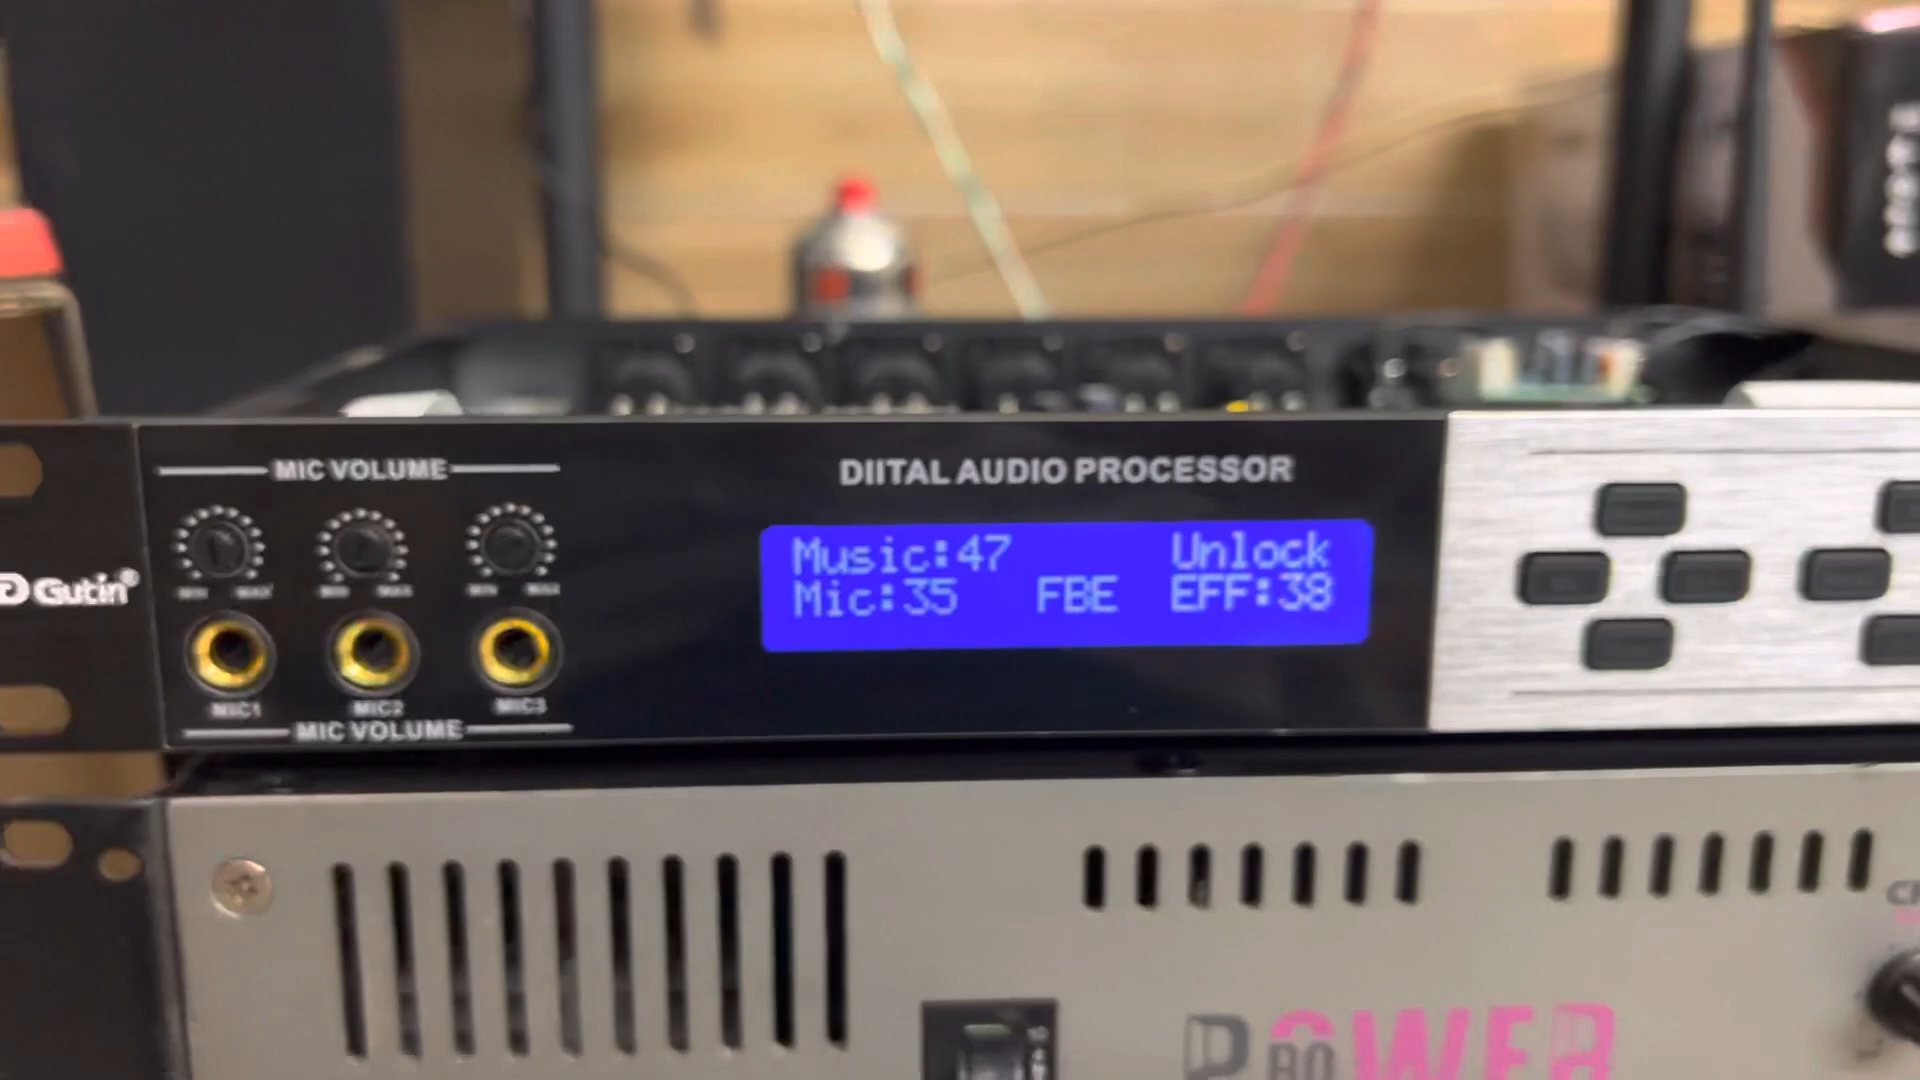 MIC VOLUME
DIITAL AUDIO PROCESSOR
Music:47 Unlock
Mic:35 FBE EFF:38
MIN MAX MIN MAX MIN MAX
Gutin®
MIC1 MIC2 MIC3
MIC VOLUME
POWER